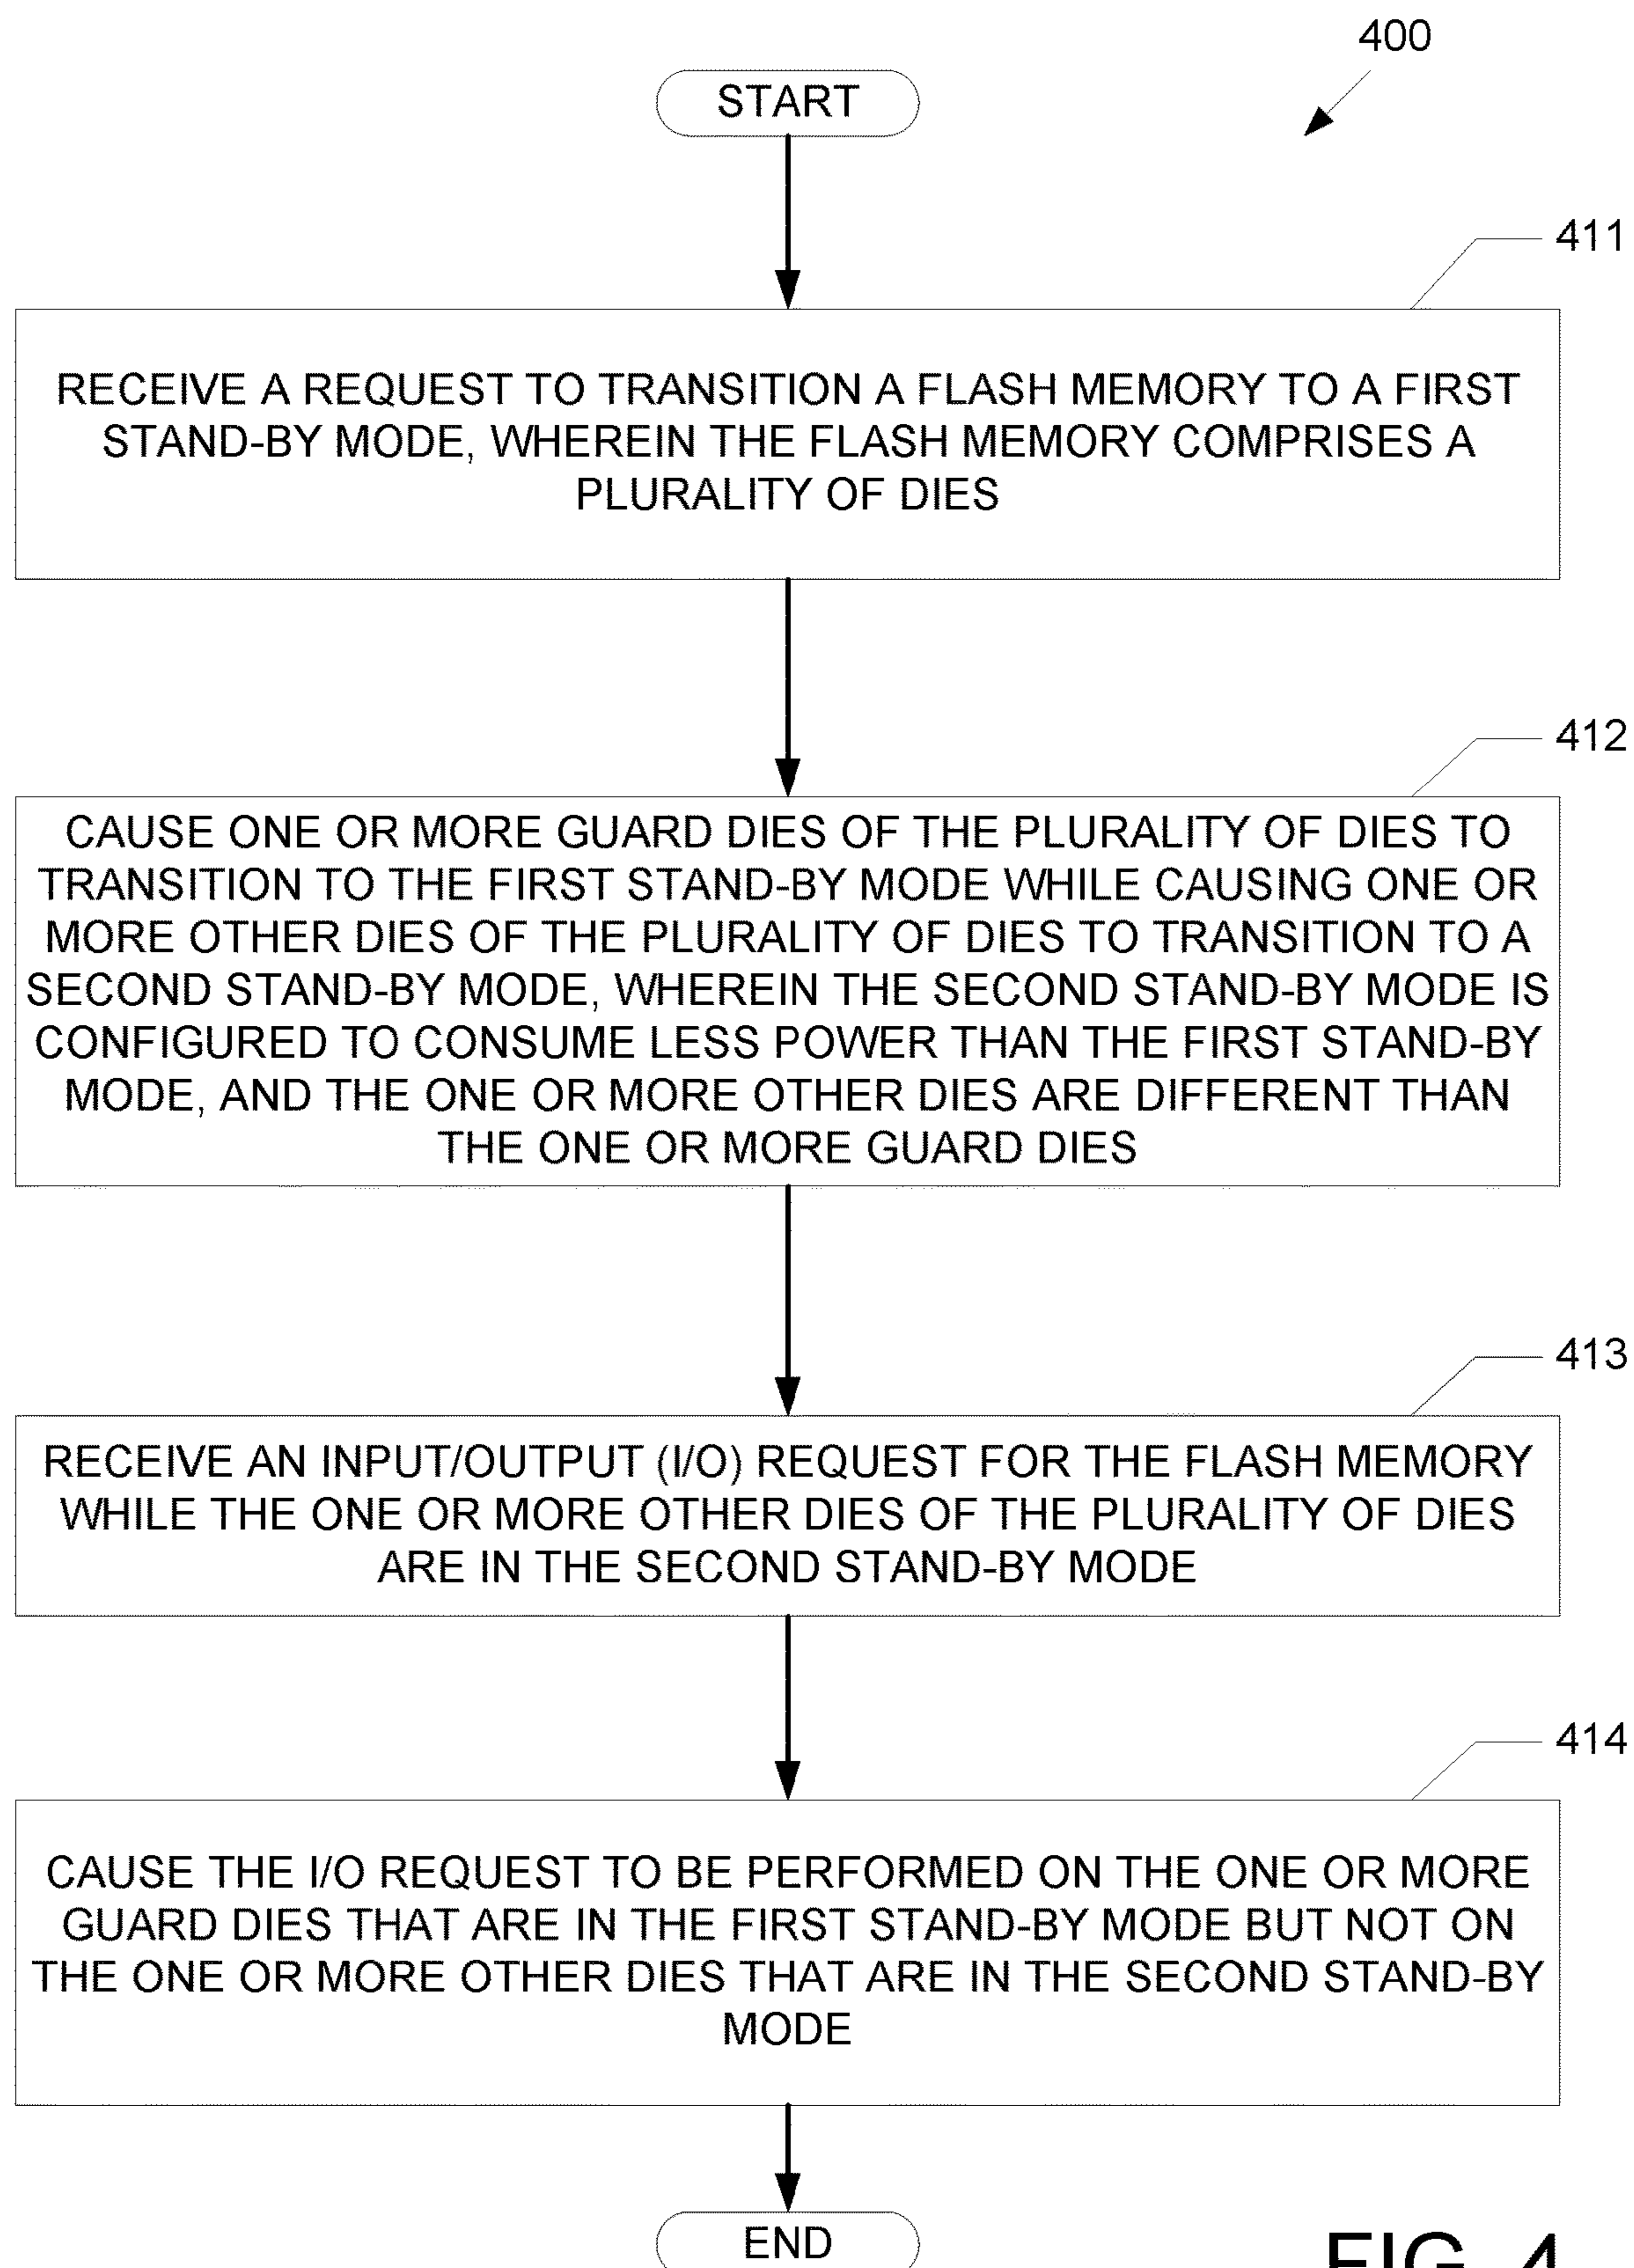 400
START
411
RECEIVE A REQUEST TO TRANSITION A FLASH MEMORY TO A FIRST
STAND-BY MODE, WHEREIN THE FLASH MEMORY COMPRISES A
PLURALITY OF DIES
412
CAUSE ONE OR MORE GUARD DIES OF THE PLURALITY OF DIES TO
TRANSITION TO THE FIRST STAND-BY MODE WHILE CAUSING ONE OR
MORE OTHER DIES OF THE PLURALITY OF DIES TO TRANSITION TO A
SECOND STAND-BY MODE, WHEREIN THE SECOND STAND-BY MODE IS
CONFIGURED TO CONSUME LESS POWER THAN THE FIRST STAND-BY
MODE, AND THE ONE OR MORE OTHER DIES ARE DIFFERENT THAN
THE ONE OR MORE GUARD DIES
413
RECEIVE AN INPUT/OUTPUT (I/O) REQUEST FOR THE FLASH MEMORY
WHILE THE ONE OR MORE OTHER DIES OF THE PLURALITY OF DIES
ARE IN THE SECOND STAND-BY MODE
414
CAUSE THE I/O REQUEST TO BE PERFORMED ON THE ONE OR MORE
GUARD DIES THAT ARE IN THE FIRST STAND-BY MODE BUT NOT ON
THE ONE OR MORE OTHER DIES THAT ARE IN THE SECOND STAND-BY
MODE
END
FIG. 4